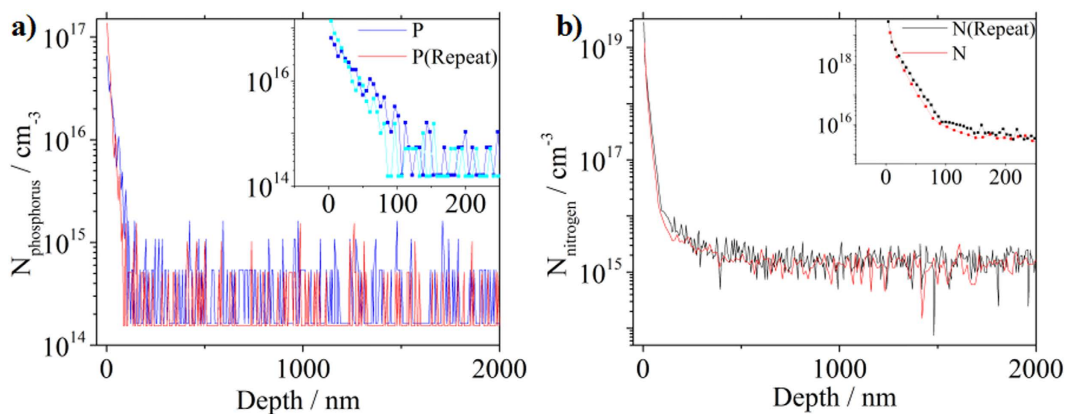 a)
N_phosphorus / cm^-3
10^17
10^16
10^15
10^14
0
1000
2000
Depth / nm
P
P(Repeat)
10^16
10^14
0
100
200
b)
N_nitrogen / cm^-3
10^19
10^17
10^15
0
1000
2000
Depth / nm
N(Repeat)
N
10^18
10^16
0
100
200